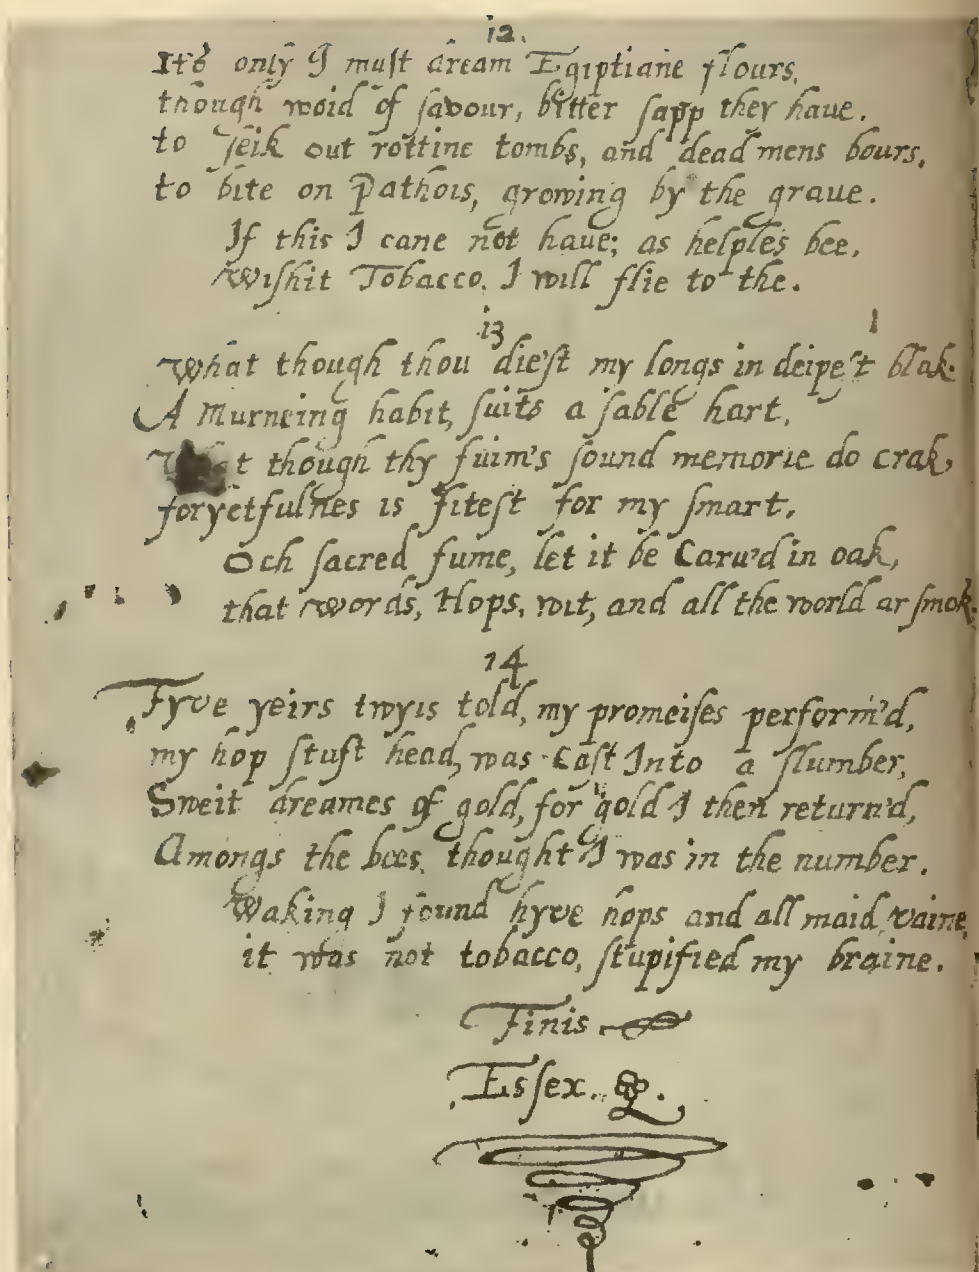 i2.
It's only I must dream Egiptiane flours,
though woid of savour, bitter sapp they haue.
to seik out rottine tombs, and dead mens bours,
to bite on Pathois, growing by the graue.
If this I cane not haue; as helples bee,
Wishit Tobacco, I will flie to the.
i3
What though thou die'st my longs in deipe't blak
A Murneing habit, suits a sable hart,
though thy fuim's sound memorie do crak,
foryetfulnes is fitest for my smart,
Och sacred fume, let it be Caru'd in oak,
that words, Hops, wit, and all the world ar smok.
14
Fyve yeirs twyis told, my promeises perform'd,
my hop stuft head, was Cast Into a slumber,
Sweit dreames of gold, for gold I then return'd,
Amongs the bees, thought I was in the number.
Waking I found hyve hops and all maid vaine,
it was not tobacco, stupified my braine.
Finis
Essex.